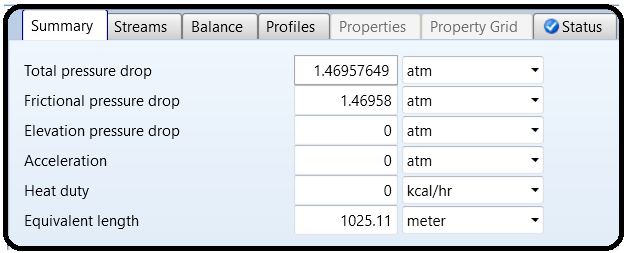 Summary Streams Balance Profiles Properties Property Grid Status
Total pressure drop 1.46957649 atm
Frictional pressure drop 1.46958 atm
Elevation pressure drop 0 atm
Acceleration 0 atm
Heat duty 0 kcal/hr
Equivalent length 1025.11 meter